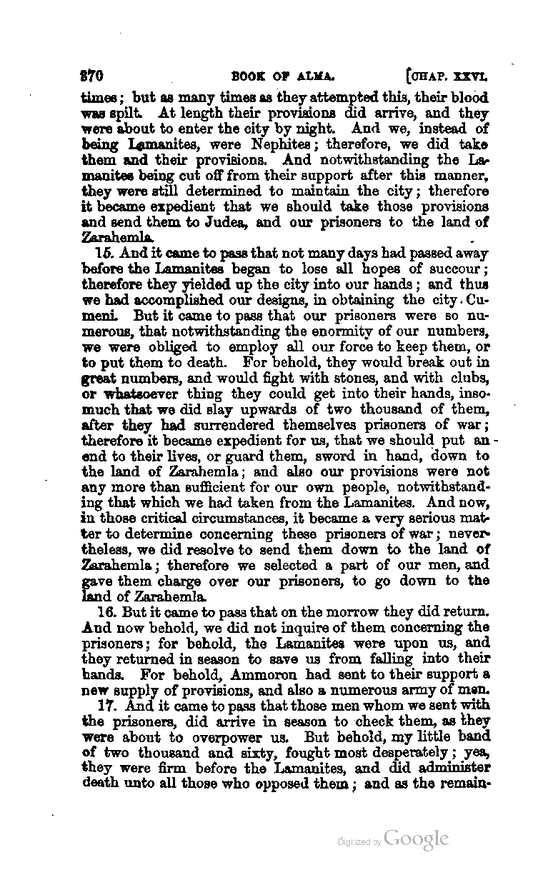 370 BOOK OF ALMA. [CHAP. XXVI.
times; but as many times as they attempted this, their blood
was spilt. At length their provisions did arrive, and they
were about to enter the city by night. And we, instead of
being Lamanites, were Nephites; therefore, we did take
them and their provisions. And notwithstanding the La-
manites being cut off from their support after this manner,
they were still determined to maintain the city; therefore
it became expedient that we should take those provisions
and send them to Judea, and our prisoners to the land of
Zarahemla.
15. And it came to pass that not many days had passed away
before the Lamanites began to lose all hopes of succour;
therefore they yielded up the city into our hands; and thus
we had accomplished our designs, in obtaining the city Cu-
meni. But it came to pass that our prisoners were so nu-
merous, that notwithstanding the enormity of our numbers,
we were obliged to employ all our force to keep them, or
to put them to death. For behold, they would break out in
great numbers, and would fight with stones, and with clubs,
or whatsoever thing they could get into their hands, inso-
much that we did slay upwards of two thousand of them,
after they had surrendered themselves prisoners of war;
therefore it became expedient for us, that we should put an
end to their lives, or guard them, sword in hand, down to
the land of Zarahemla; and also our provisions were not
any more than sufficient for our own people, notwithstand-
ing that which we had taken from the Lamanites. And now,
in those critical circumstances, it became a very serious mat-
ter to determine concerning these prisoners of war; never-
theless, we did resolve to send them down to the land of
Zarahemla; therefore we selected a part of our men, and
gave them charge over our prisoners, to go down to the
land of Zarahemla.
16. But it came to pass that on the morrow they did return.
And now behold, we did not inquire of them concerning the
prisoners; for behold, the Lamanites were upon us, and
they returned in season to save us from falling into their
hands. For behold, Ammoron had sent to their support a
new supply of provisions, and also a numerous army of men.
17. And it came to pass that those men whom we sent with
the prisoners, did arrive in season to check them, as they
were about to overpower us. But behold, my little band
of two thousand and sixty, fought most desperately; yea,
they were firm before the Lamanites, and did administer
death unto all those who opposed them; and as the remain-
Digitized by Google